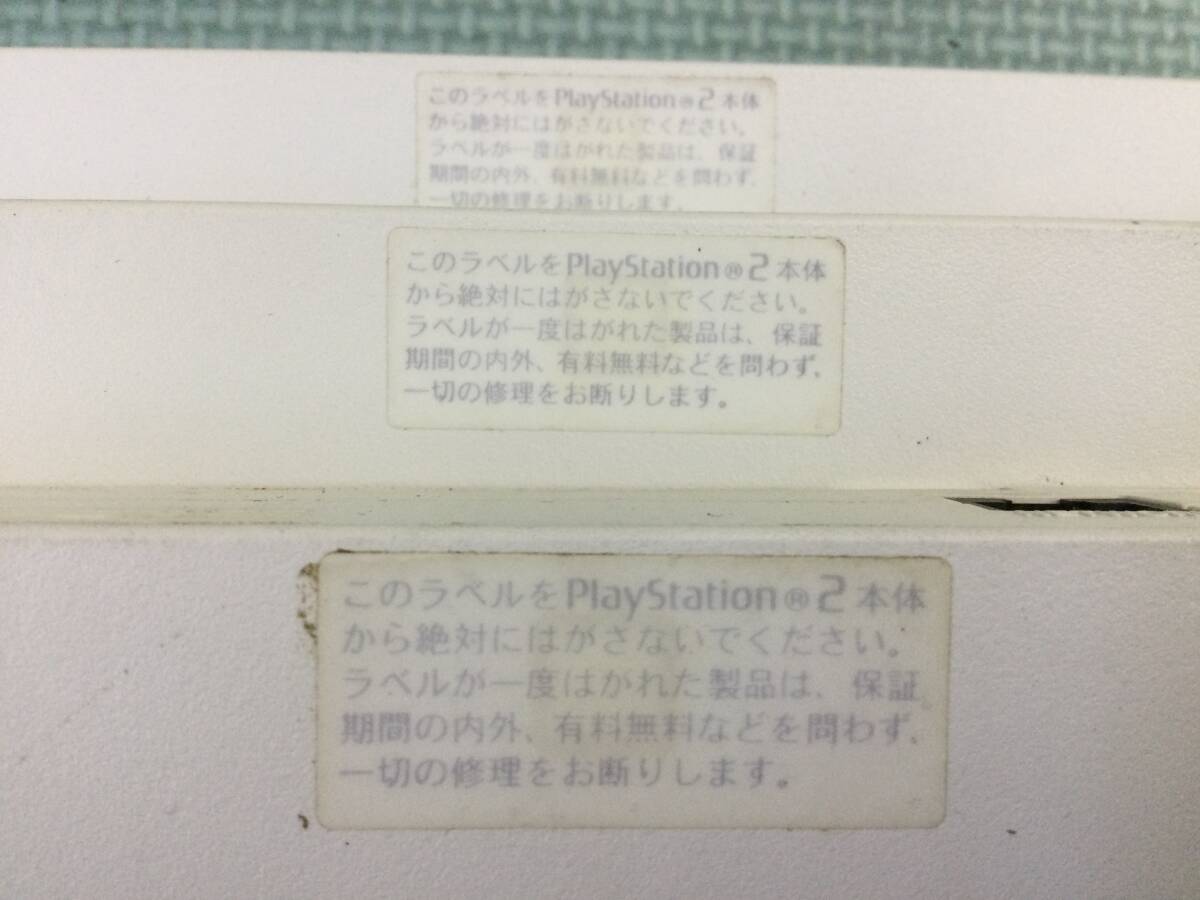 このラベルをPlayStation®2本体
から絶対にはがさないでください。
ラベルが一度はがれた製品は、保証
期間の内外、有料無料などを問わず、
一切の修理をお断りします。
このラベルをPlayStation®2本体
から絶対にはがさないでください。
ラベルが一度はがれた製品は、保証
期間の内外、有料無料などを問わず、
一切の修理をお断りします。
このラベルをPlayStation®2本体
から絶対にはがさないでください。
ラベルが一度はがれた製品は、保証
期間の内外、有料無料などを問わず、
一切の修理をお断りします。